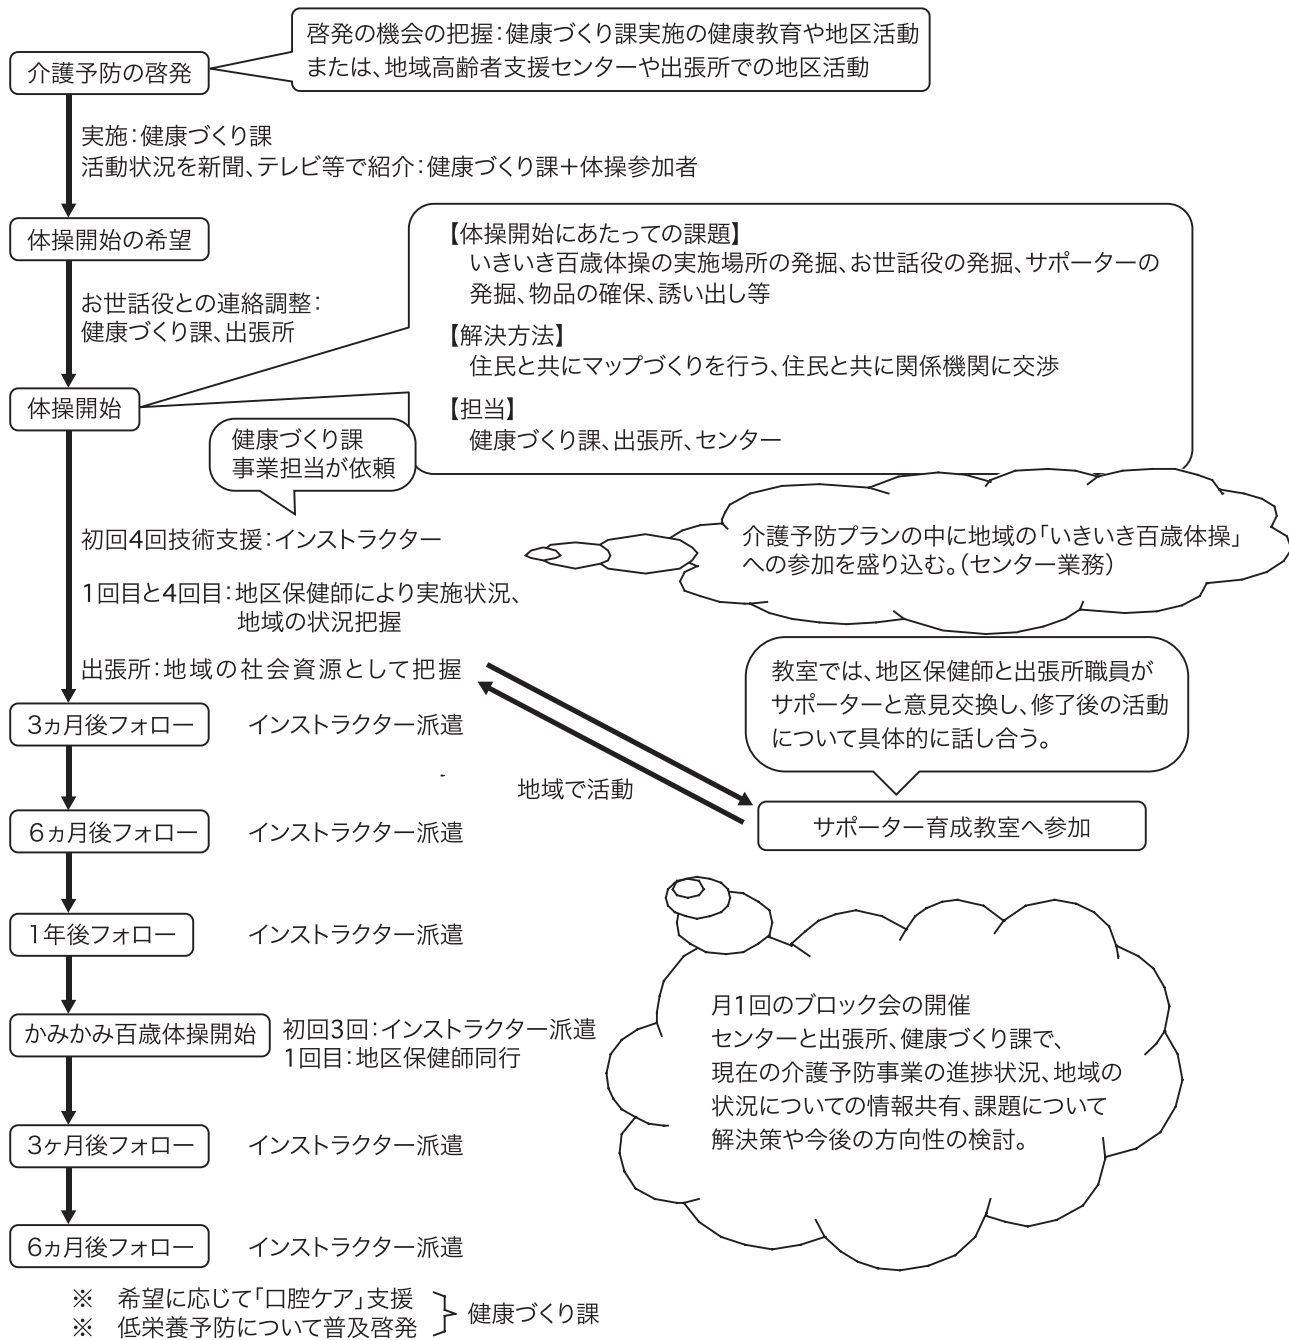 啓発の機会の把握：健康づくり課実施の健康教育や地区活動
または、地域高齢者支援センターや出張所での地区活動
介護予防の啓発
実施：健康づくり課
活動状況を新聞、テレビ等で紹介：健康づくり課＋体操参加者
体操開始の希望
【体操開始にあたっての課題】
いきいき百歳体操の実施場所の発掘、お世話役の発掘、サポーターの
発掘、物品の確保、誘い出し等
【解決方法】
住民と共にマップづくりを行う、住民と共に関係機関に交渉
【担当】
健康づくり課、出張所、センター
お世話役との連絡調整：
健康づくり課、出張所
体操開始
健康づくり課
事業担当が依頼
初回4回技術支援：インストラクター
介護予防プランの中に地域の「いきいき百歳体操」
への参加を盛り込む。（センター業務）
1回目と4回目：地区保健師により実施状況、
地域の状況把握
出張所：地域の社会資源として把握
教室では、地区保健師と出張所職員が
サポーターと意見交換し、修了後の活動
について具体的に話し合う。
3ヵ月後フォロー　インストラクター派遣
地域で活動
サポーター育成教室へ参加
6ヵ月後フォロー　インストラクター派遣
1年後フォロー　インストラクター派遣
かみかみ百歳体操開始
初回3回：インストラクター派遣
1回目：地区保健師同行
月1回のブロック会の開催
センターと出張所、健康づくり課で、
現在の介護予防事業の進捗状況、地域の
状況についての情報共有、課題について
解決策や今後の方向性の検討。
3ケ月後フォロー　インストラクター派遣
6ヵ月後フォロー　インストラクター派遣
※　希望に応じて「口腔ケア」支援
※　低栄養予防について普及啓発
健康づくり課